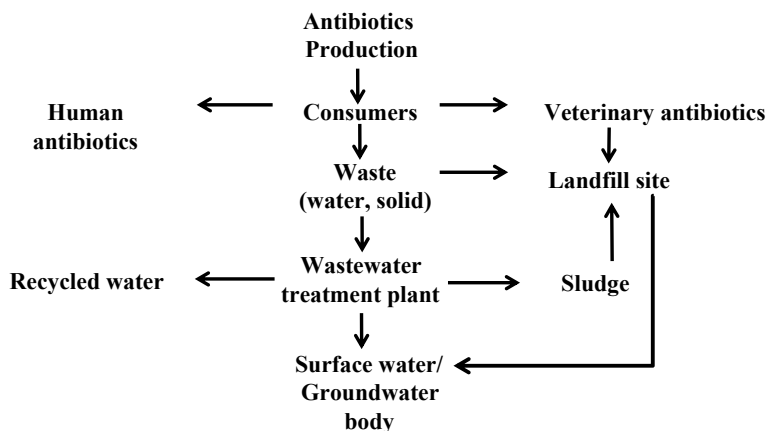 Antibiotics
Production
Human
antibiotics
Consumers
Veterinary antibiotics
Waste
(water, solid)
Landfill site
Recycled water
Wastewater
treatment plant
Sludge
Surface water/
Groundwater
body